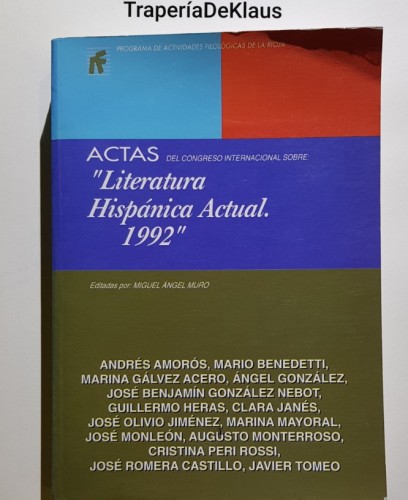 TraperíaDeKlaus
PROGRAMA DE ACTIVIDADES FILOLÓGICAS DE LA RIOJA
ACTAS DEL CONGRESO INTERNACIONAL SOBRE:
"Literatura
Hispánica Actual.
1992"
Editadas por: MIGUEL ÁNGEL MURO
ANDRÉS AMORÓS, MARIO BENEDETTI,
MARINA GÁLVEZ ACERO, ÁNGEL GONZÁLEZ,
JOSÉ BENJAMÍN GONZÁLEZ NEBOT,
GUILLERMO HERAS, CLARA JANÉS,
JOSÉ OLIVIO JIMÉNEZ, MARINA MAYORAL,
JOSÉ MONLEÓN, AUGUSTO MONTERROSO,
CRISTINA PERI ROSSI,
JOSÉ ROMERA CASTILLO, JAVIER TOMEO